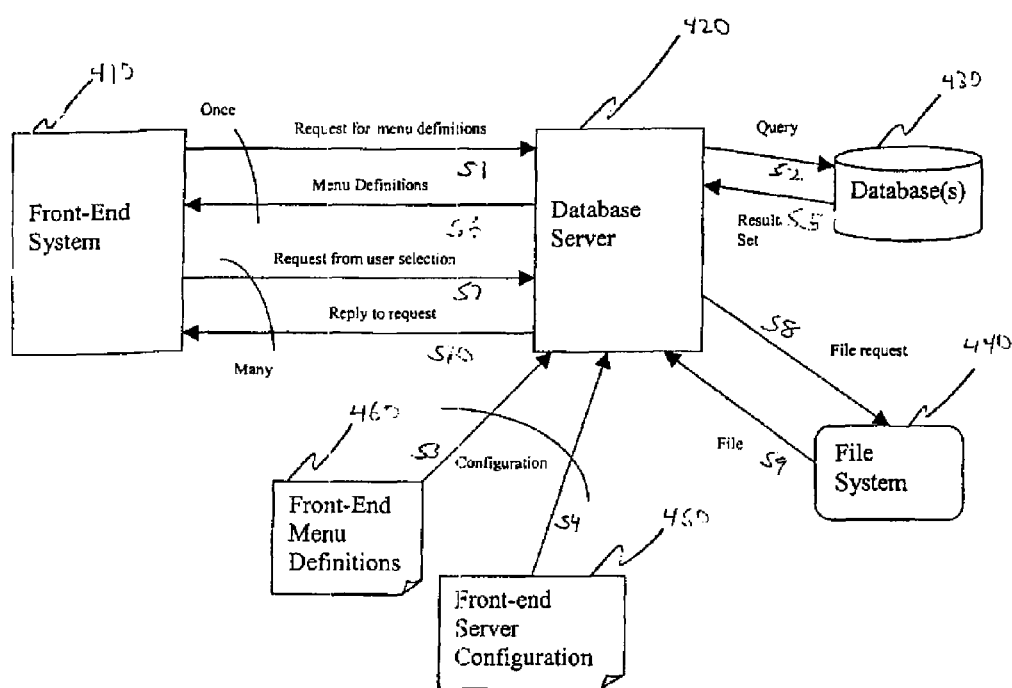 420
410
430
Once
Request for menu definitions
S1
Query
S2
Menu Definitions
S6
Front-End
System
Database
Server
Database(s)
Result
Set
S5
Request from user selection
S7
Reply to request
S10
Many
S8
File request
440
460
S3
Configuration
File
S9
File
System
Front-End
Menu
Definitions
S4
Front-end
Server
Configuration